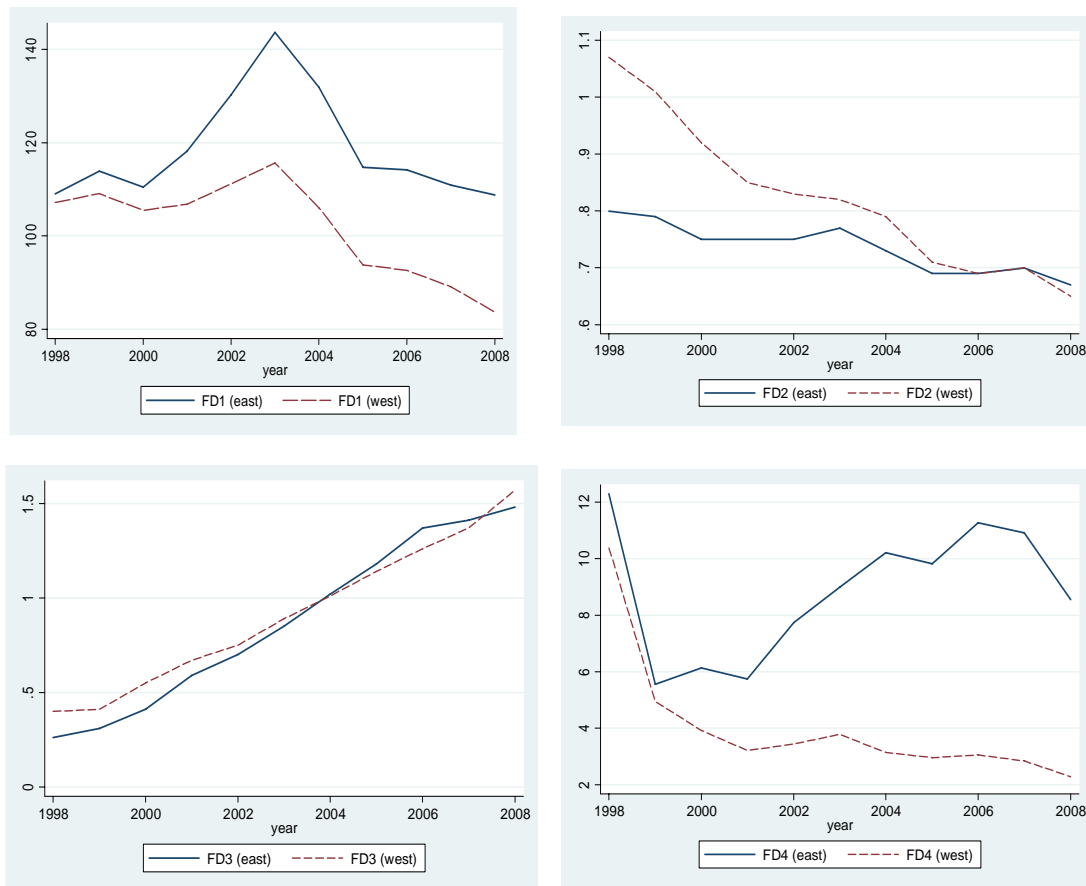 140
120
100
80
1998 2000 2002 2004 2006 2008
year
FD1 (east) FD1 (west)
1.1
1
.9
.8
.7
.6
1998 2000 2002 2004 2006 2008
year
FD2 (east) FD2 (west)
1.5
1
.5
0
1998 2000 2002 2004 2006 2008
year
FD3 (east) FD3 (west)
12
10
8
6
4
2
1998 2000 2002 2004 2006 2008
year
FD4 (east) FD4 (west)